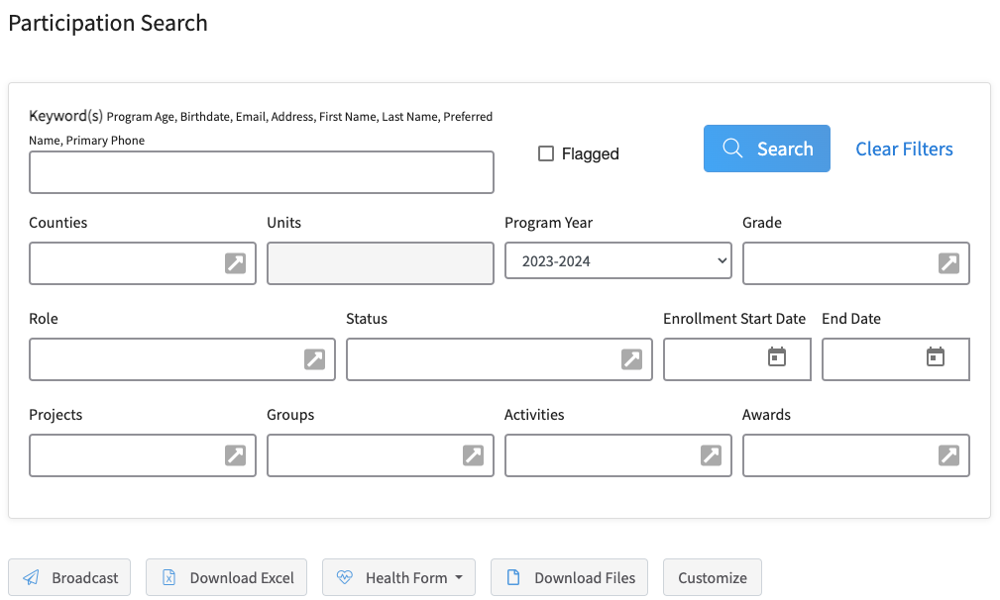 Participation Search
Keyword(s) Program Age, Birthdate, Email, Address, First Name, Last Name, Preferred
Name, Primary Phone
Flagged
Search
Clear Filters
Counties
Units
Program Year
Grade
2023-2024
Role
Status
Enrollment Start Date
End Date
Projects
Groups
Activities
Awards
Broadcast
Download Excel
Health Form
Download Files
Customize